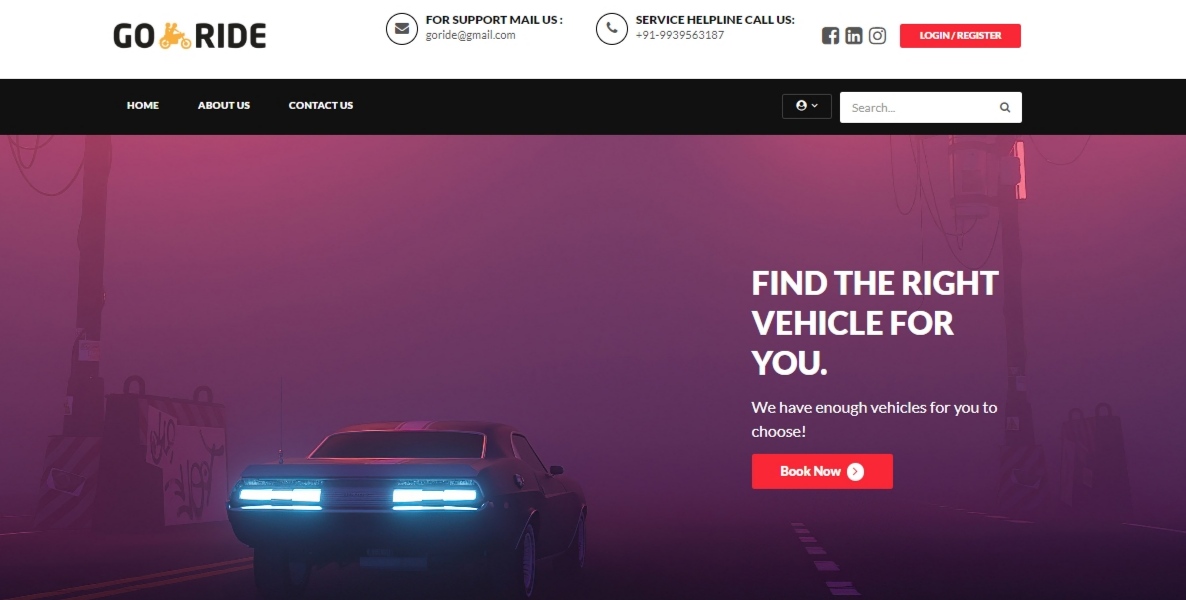 GO RIDE
FOR SUPPORT MAIL US :
goride@gmail.com
SERVICE HELPLINE CALL US:
+91-9939563187
LOGIN / REGISTER
HOME
ABOUT US
CONTACT US
Search...
FIND THE RIGHT
VEHICLE FOR
YOU.
We have enough vehicles for you to
choose!
Book Now